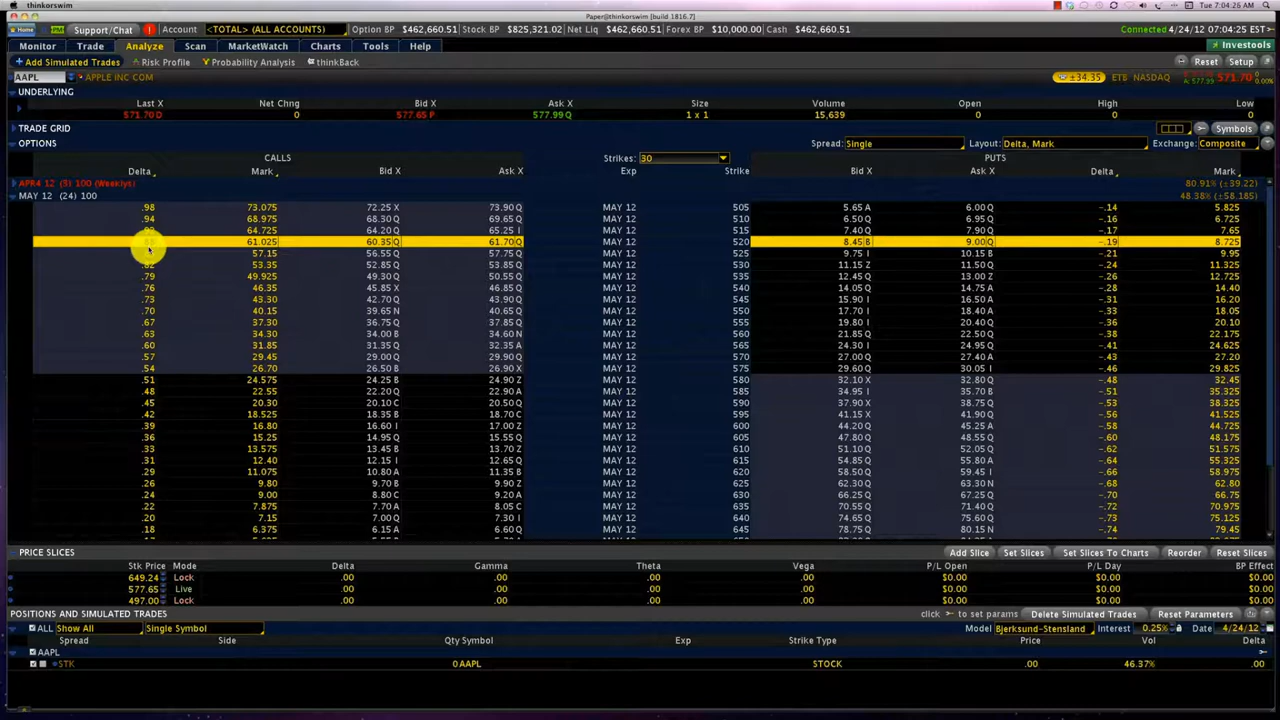 thinkorswim Tue 7:04:26 AM
Paper@thinkorswim [build 1816.7]
Home Support/Chat ! Account <TOTAL> (ALL ACCOUNTS) Option BP $462,660.51 Stock BP $825,321.02 Net Liq $462,660.51 Forex BP $10,000.00 Cash $462,660.51 Connected 4/24/12 7:04:25 EST
Monitor Trade Analyze Scan MarketWatch Charts Tools Help Investools
+ Add Simulated Trades Risk Profile Probability Analysis thinkBack Reset Setup
AAPL APPLE INC COM ±34.35 ETB NASDAQ 571.70
UNDERLYING
Last X Net Chng Bid X Ask X Size Volume Open High Low
571.70 D 0 577.65 P 577.99 Q 1 x 1 15,639 0 0 0
TRADE GRID Symbols
OPTIONS Spread: Single Layout: Delta, Mark Exchange: Composite
CALLS Strikes: 30 PUTS
Delta Mark Bid X Ask X Exp Strike Bid X Ask X Delta Mark
APR4 12 (3) 100 (Weeklys) 80.91% (±39.22)
MAY 12 (24) 100 48.38% (±58.185)
.98 73.075 72.25 X 73.90 Q MAY 12 505 5.65 A 6.00 Q -.14 5.825
.94 68.975 68.30 Q 69.65 Q MAY 12 510 6.50 Q 6.95 Q -.16 6.725
64.725 64.20 Q 65.25 I MAY 12 515 7.40 Q 7.90 Q -.17 7.65
61.025 60.35 Q 61.70 Q MAY 12 520 8.45 B 9.00 Q -.19 8.725
57.15 56.55 Q 57.75 Q MAY 12 525 9.75 I 10.15 B -.21 9.95
53.35 52.85 Q 53.85 Q MAY 12 530 11.15 Z 11.50 Q -.24 11.325
.79 49.925 49.30 Q 50.55 Q MAY 12 535 12.45 Q 13.00 Z -.26 12.725
.76 46.35 45.85 X 46.85 Q MAY 12 540 14.05 Q 14.75 A -.28 14.40
.73 43.30 42.70 Q 43.90 Q MAY 12 545 15.90 I 16.50 A -.31 16.20
.70 40.15 39.65 N 40.65 Q MAY 12 550 17.70 I 18.40 A -.33 18.05
.67 37.30 36.75 Q 37.85 Q MAY 12 555 19.80 I 20.40 Q -.36 20.10
.63 34.30 34.00 B 34.60 N MAY 12 560 21.85 Q 22.50 A -.38 22.175
.60 31.85 31.35 Q 32.35 A MAY 12 565 24.30 I 24.95 Q -.41 24.625
.57 29.45 29.00 Q 29.90 Q MAY 12 570 27.00 Q 27.40 A -.43 27.20
.54 26.70 26.50 B 26.90 X MAY 12 575 29.60 Q 30.05 I -.46 29.825
.51 24.575 24.25 B 24.90 Z MAY 12 580 32.10 X 32.80 Q -.48 32.45
.48 22.55 22.20 Q 22.90 Q MAY 12 585 34.95 I 35.70 B -.51 35.325
.45 20.30 20.10 C 20.50 Q MAY 12 590 37.90 X 38.75 Q -.53 38.325
.42 18.525 18.35 B 18.70 C MAY 12 595 41.15 X 41.90 Q -.56 41.525
.39 16.80 16.60 I 17.00 Z MAY 12 600 44.20 X 45.25 Q -.58 44.725
.36 15.25 14.95 Q 15.55 Q MAY 12 605 47.80 X 48.55 Q -.60 48.175
.33 13.575 13.45 B 13.70 Q MAY 12 610 51.10 Q 52.05 Q -.62 51.575
.31 12.40 12.15 I 12.65 Q MAY 12 615 54.85 Q 55.80 A -.64 55.325
.29 11.075 10.80 A 11.35 B MAY 12 620 58.50 Q 59.45 I -.66 58.975
.26 9.80 9.70 B 9.90 Z MAY 12 625 62.30 Q 63.30 N -.68 62.80
.24 9.00 8.80 C 9.20 A MAY 12 630 66.25 Q 67.25 Q -.70 66.75
.22 7.875 7.70 A 8.05 C MAY 12 635 70.55 Q 71.40 Q -.72 70.975
.20 7.15 7.00 Q 7.30 I MAY 12 640 74.65 Q 75.60 Q -.73 75.125
.18 6.375 6.15 A 6.60 A MAY 12 645 78.75 Q 80.15 N -.74 79.45
PRICE SLICES Add Slice Set Slices Set Slices To Charts Reorder Reset Slices
Stk Price Mode Delta Gamma Theta Vega P/L Open P/L Day BP Effect
649.24 Lock .00 .00 .00 .00 $0.00 $0.00 $0.00
577.65 Live .00 .00 .00 .00 $0.00 $0.00 $0.00
497.00 Lock .00 .00 .00 .00 $0.00 $0.00 $0.00
POSITIONS AND SIMULATED TRADES click to set params Delete Simulated Trades Reset Parameters
ALL Show All Single Symbol Model Bjerksund-Stensland Interest 0.25% Date 4/24/12
Spread Side Qty Symbol Exp Strike Type Price Vol Delta
AAPL
STK 0 AAPL STOCK .00 46.37% .00